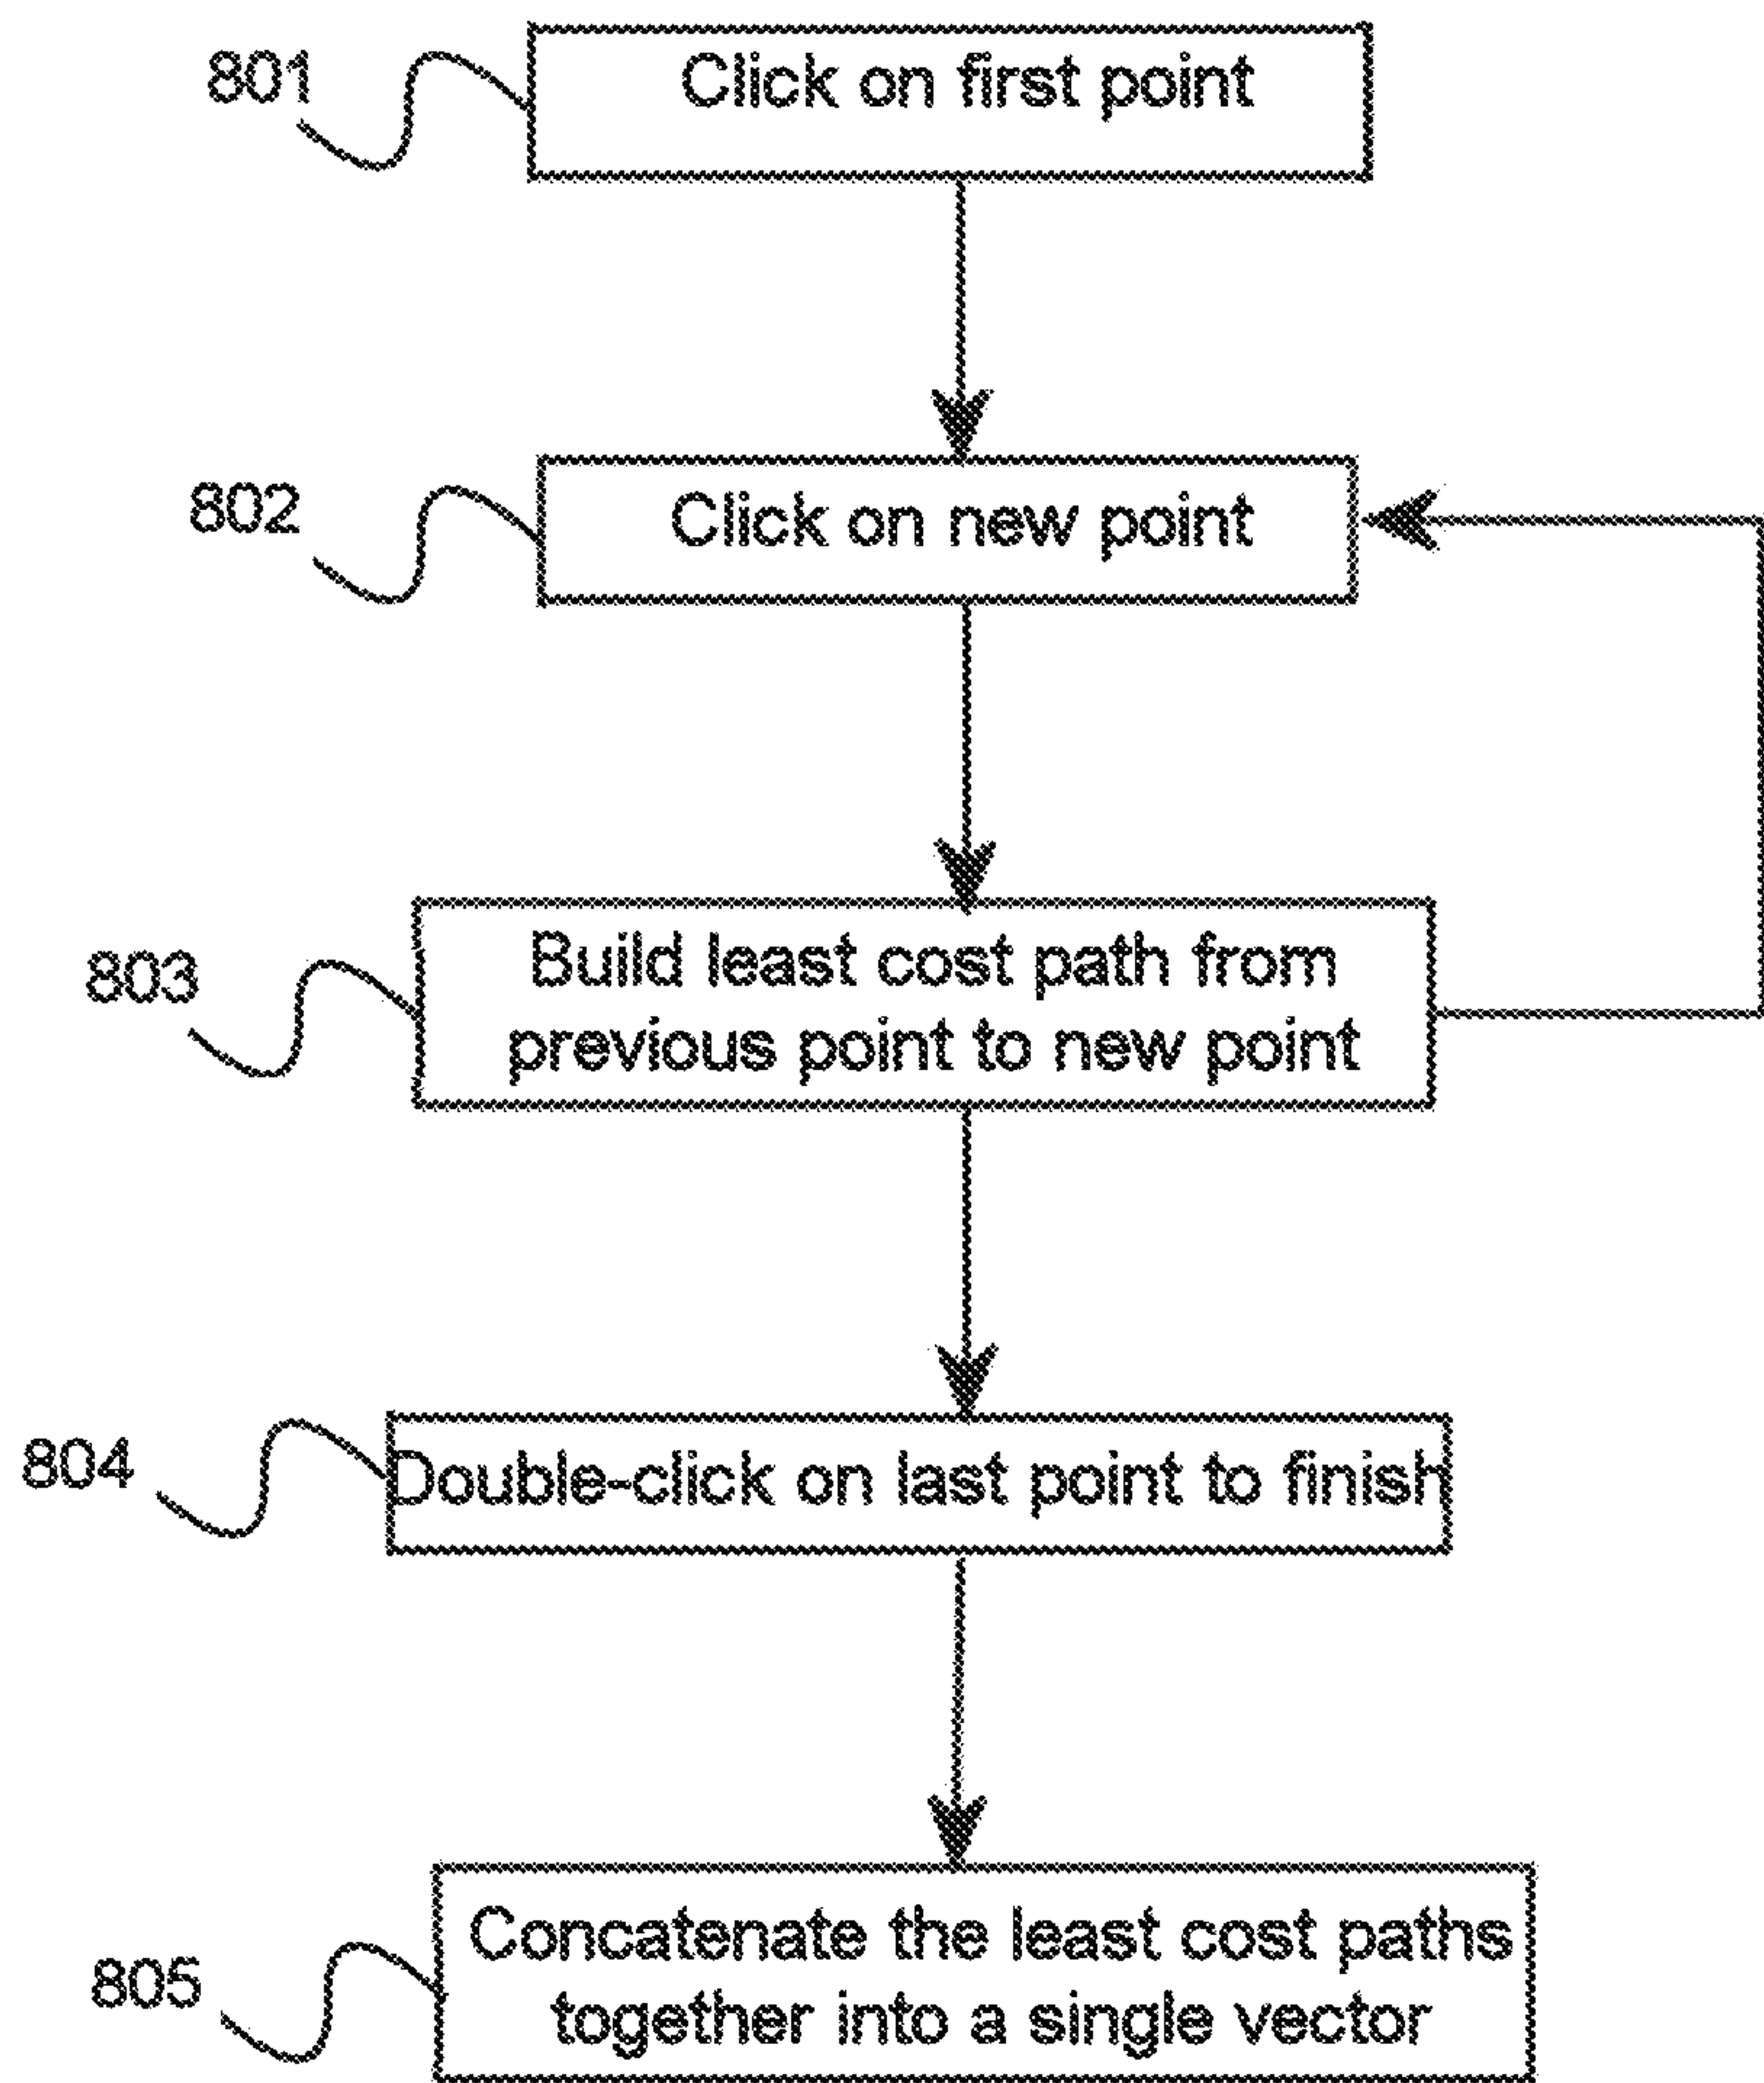 801
Click on first point
802
Click on new point
803
Build least cost path from
previous point to new point
804
Double-click on last point to finish
805
Concatenate the least cost paths
together into a single vector